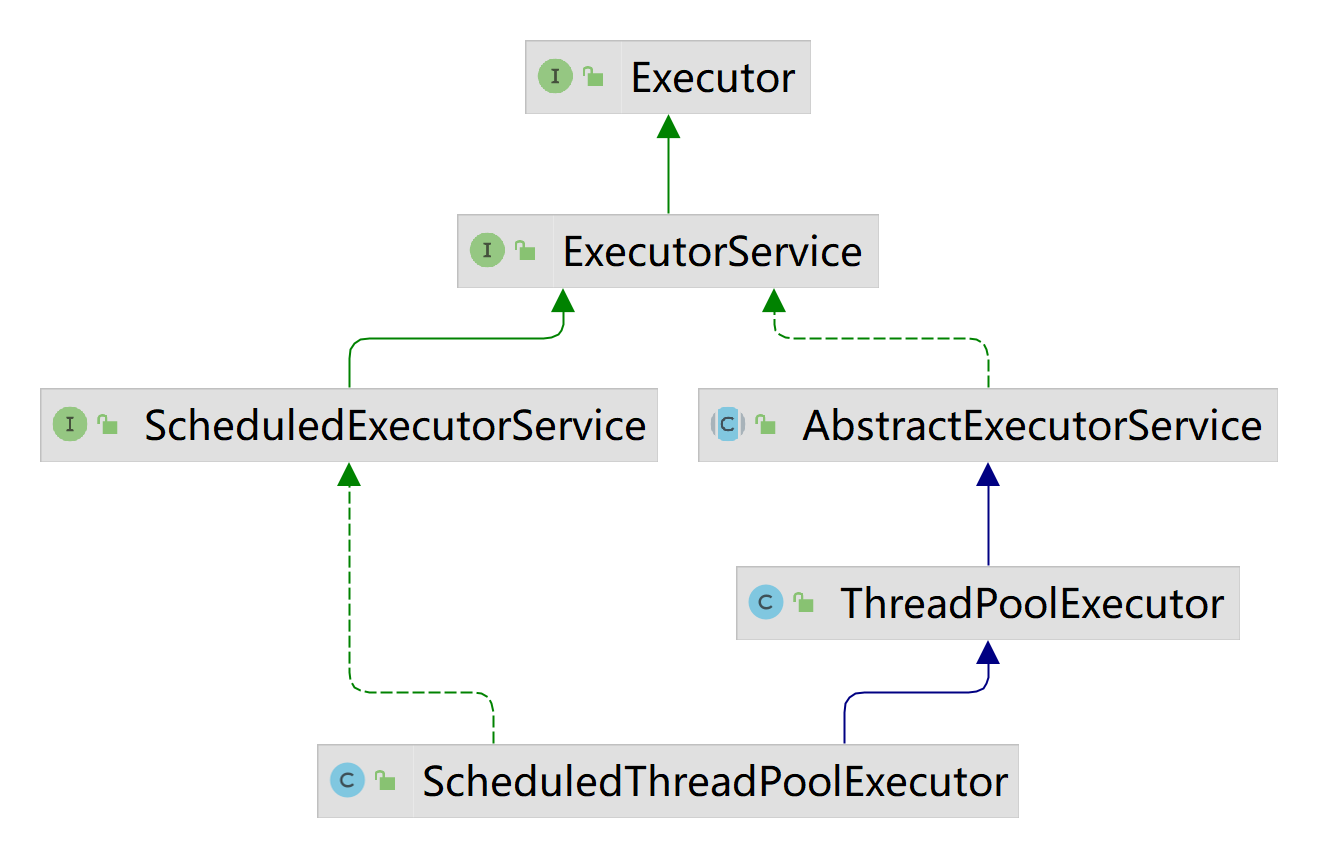 I Executor
I ExecutorService
I ScheduledExecutorService
C AbstractExecutorService
C ThreadPoolExecutor
C ScheduledThreadPoolExecutor